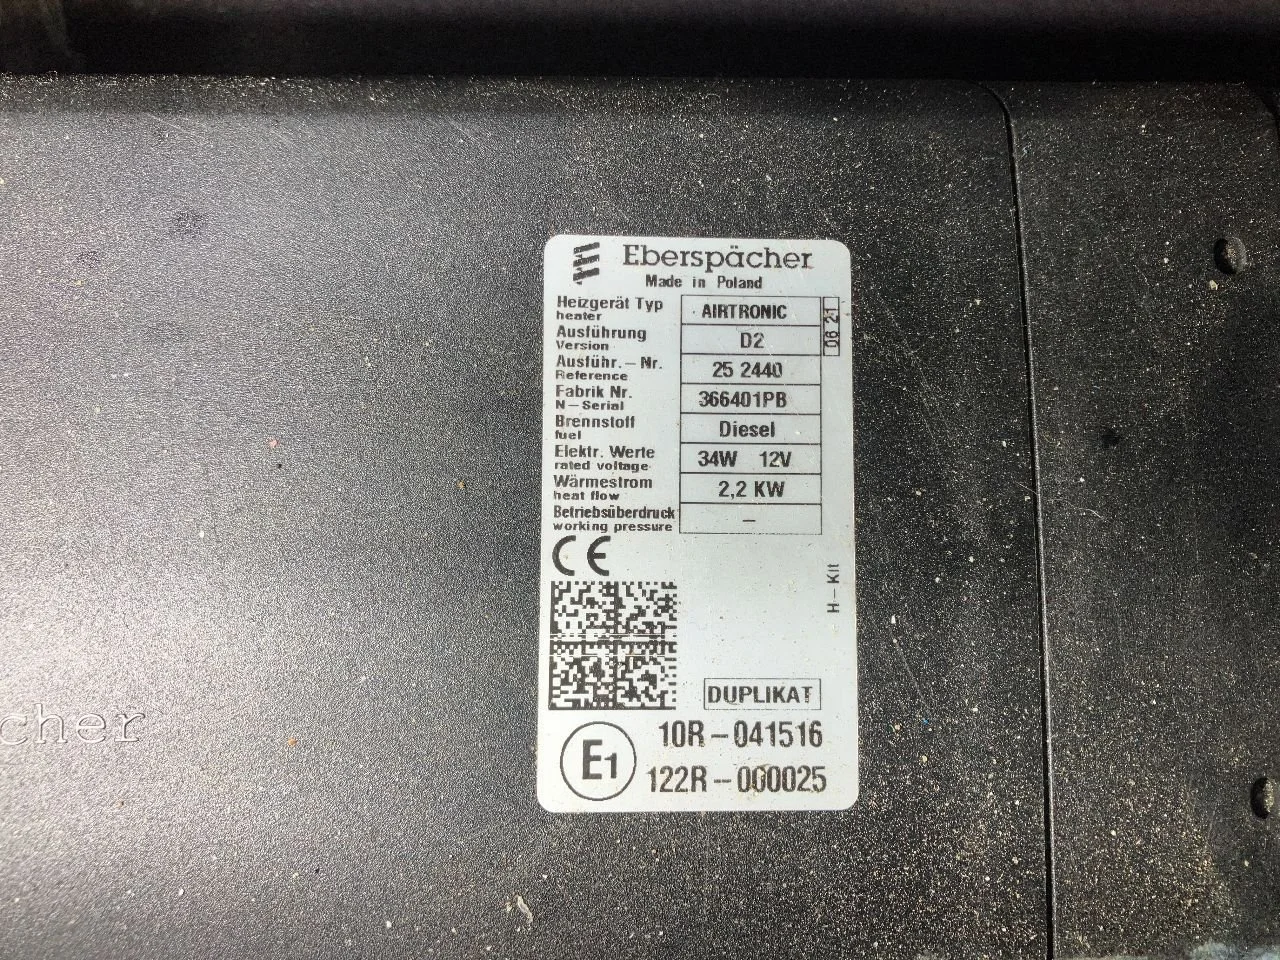 Eberspächer
Made in Poland
Heizgerät Typ
heater
AIRTRONIC
06 21
Ausführung
Version
D2
Ausführ.-Nr.
Reference
25 2440
Fabrik Nr.
N-Serial
366401PB
Brennstoff
fuel
Diesel
Elektr. Werte
rated voltage
34W 12V
Wärmestrom
heat flow
2,2 KW
Betriebsüberdruck
working pressure
–
CE
H-Kit
DUPLIKAT
E1
10R-041516
122R-000025
cher